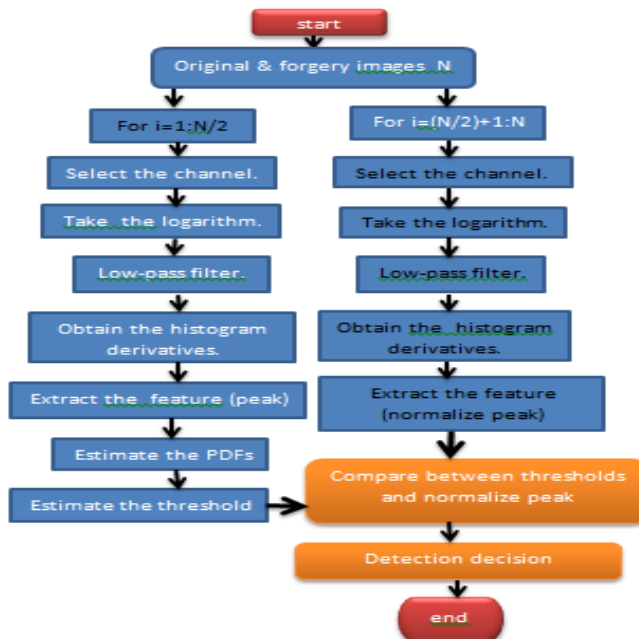 start
Original & forgery images N
For i=1:N/2
Select the channel.
Take the logarithm.
Low-pass filter.
Obtain the histogram
derivatives.
Extract the feature (peak)
Estimate the PDFs
Estimate the threshold
For i=(N/2)+1:N
Select the channel.
Take the logarithm.
Low-pass filter.
Obtain the histogram
derivatives.
Extract the feature
(normalize peak)
Compare between thresholds
and normalize peak
Detection decision
end